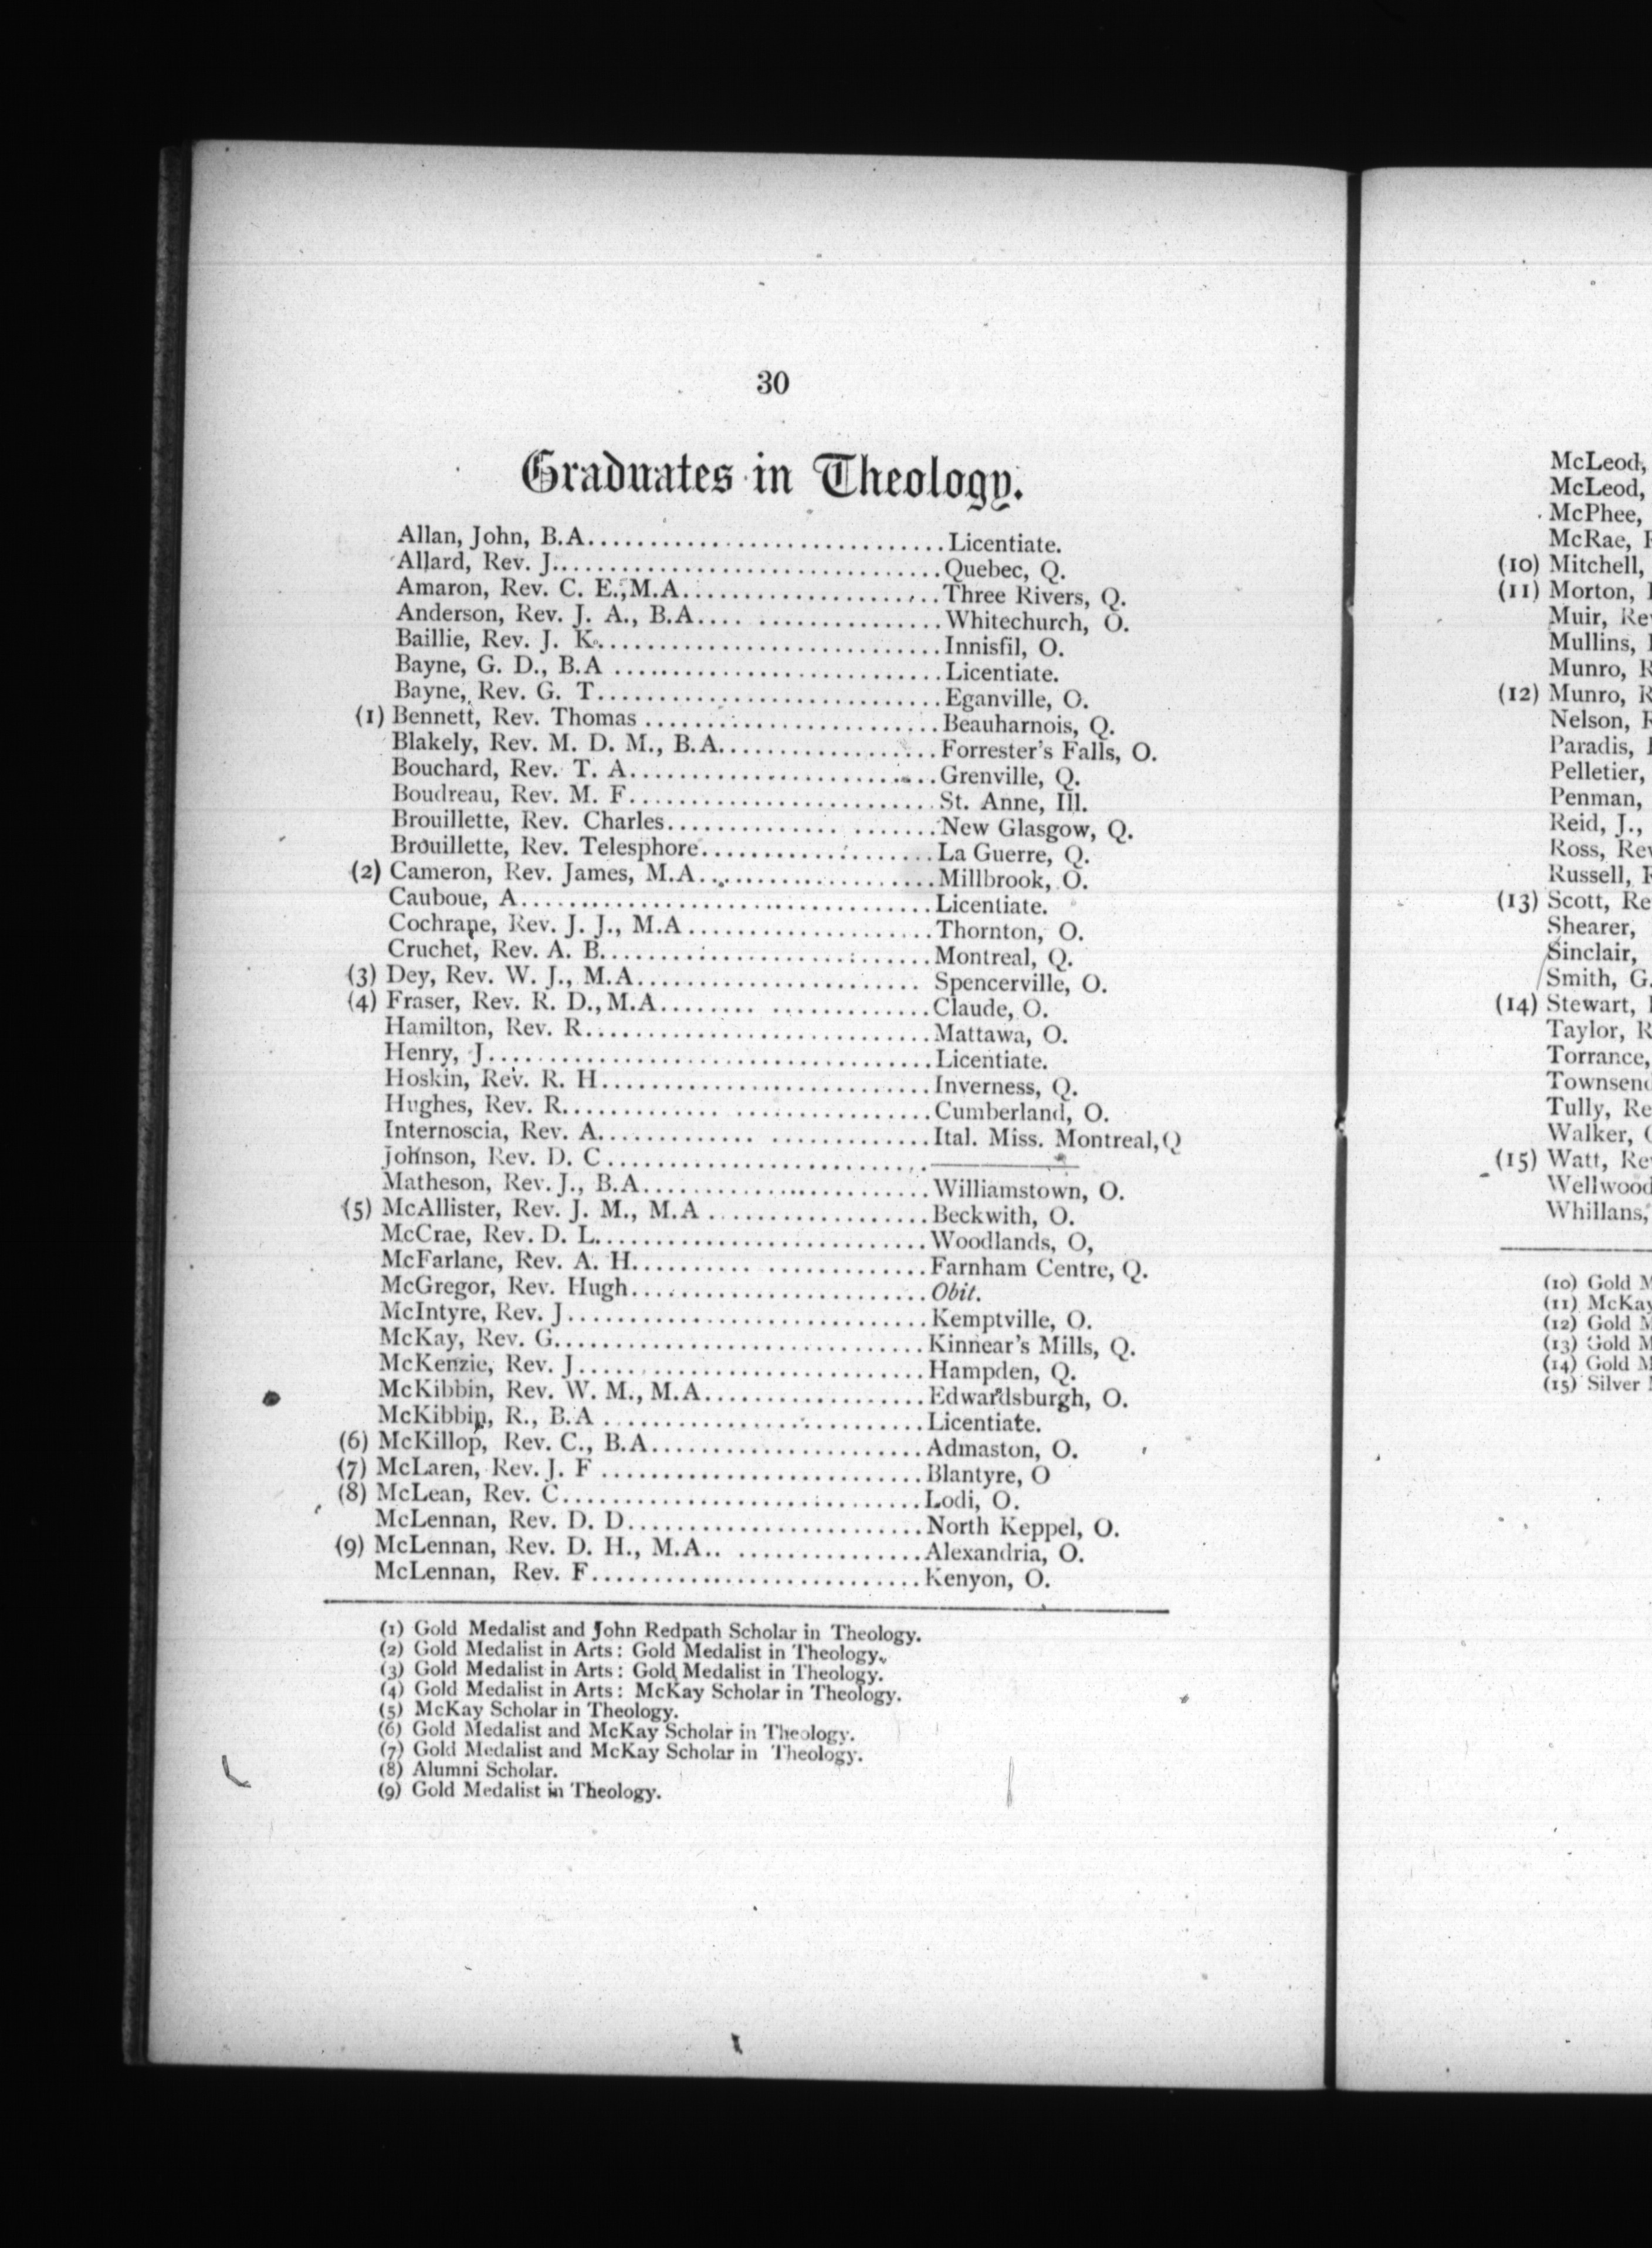 30
Graduates in Theology.
Allan, John, B.A..............................Licentiate.
Allard, Rev. J................................Quebec, Q.
Amaron, Rev. C. E., M.A......................Three Rivers, Q.
Anderson, Rev. J. A., B.A.... ...............Whitechurch, O.
Baillie, Rev. J. K.............................Innisfil, O.
Bayne, G. D., B.A ...........................Licentiate.
Bayne, Rev. G. T.............................Eganville, O.
(1) Bennett, Rev. Thomas ........................Beauharnois, Q.
Blakely, Rev. M. D. M., B.A..................Forrester's Falls, O.
Bouchard, Rev. T. A..........................Grenville, Q.
Boudreau, Rev. M. F..........................St. Anne, Ill.
Brouillette, Rev. Charles.............. .......New Glasgow, Q.
Brouillette, Rev. Telesphore...................La Guerre, Q.
(2) Cameron, Rev. James, M.A....................Millbrook, O.
Cauboue, A..................................Licentiate.
Cochrane, Rev. J. J., M.A....................Thornton, O.
Cruchet, Rev. A. B...........................Montreal, Q.
(3) Dey, Rev. W. J., M.A....................... Spencerville, O.
(4) Fraser, Rev. R. D., M.A........ .............Claude, O.
Hamilton, Rev. R............................Mattawa, O.
Henry, J....................................Licentiate.
Hoskin, Rev. R. H...........................Inverness, Q.
Hughes, Rev. R............. ................Cumberland, O.
Internoscia, Rev. A............. .............Ital. Miss. Montreal, Q
Johnson, Rev. D. C..........................————
Matheson, Rev. J., B.A.......................Williamstown, O.
(5) McAllister, Rev. J. M., M.A ..................Beckwith, O.
McCrae, Rev. D. L...........................Woodlands, O,
McFarlane, Rev. A. H.......... .............Farnham Centre, Q.
McGregor, Rev. Hugh........................Obit.
McIntyre, Rev. J.............................Kemptville, O.
McKay, Rev. G..............................Kinnear's Mills, Q.
McKenzie, Rev. J............................Hampden, Q.
McKibbin, Rev. W. M., M.A..................Edwardsburgh, O.
McKibbin, R., B.A ..........................Licentiate.
(6) McKillop, Rev. C., B.A......................Admaston, O.
(7) McLaren, Rev. J. F ..........................Blantyre, O
(8) McLean, Rev. C.............................Lodi, O.
McLennan, Rev. D. D........................North Keppel, O.
(9) McLennan, Rev. D. H., M.A.. ...............Alexandria, O.
McLennan, Rev. F...........................Kenyon, O.
(1) Gold Medalist and John Redpath Scholar in Theology.
(2) Gold Medalist in Arts: Gold Medalist in Theology.
(3) Gold Medalist in Arts: Gold Medalist in Theology.
(4) Gold Medalist in Arts: McKay Scholar in Theology.
(5) McKay Scholar in Theology.
(6) Gold Medalist and McKay Scholar in Theology.
(7) Gold Medalist and McKay Scholar in Theology.
(8) Alumni Scholar.
(9) Gold Medalist in Theology.
McLeod,
McLeod,
McPhee,
McRae,
(10) Mitchell,
(11) Morton,
Muir,
Mullins,
Munro,
(12) Munro,
Nelson,
Paradis,
Pelletier,
Penman,
Reid, J.,
Ross,
Russell,
(13) Scott,
Shearer,
Sinclair,
Smith, G.
(14) Stewart,
Taylor,
Torrance,
Tully,
Walker,
(15) Watt,
Wellwood
Whillans,
(10) Gold
(11) McKay
(12) Gold
(13) Gold
(14) Gold
(15) Silver